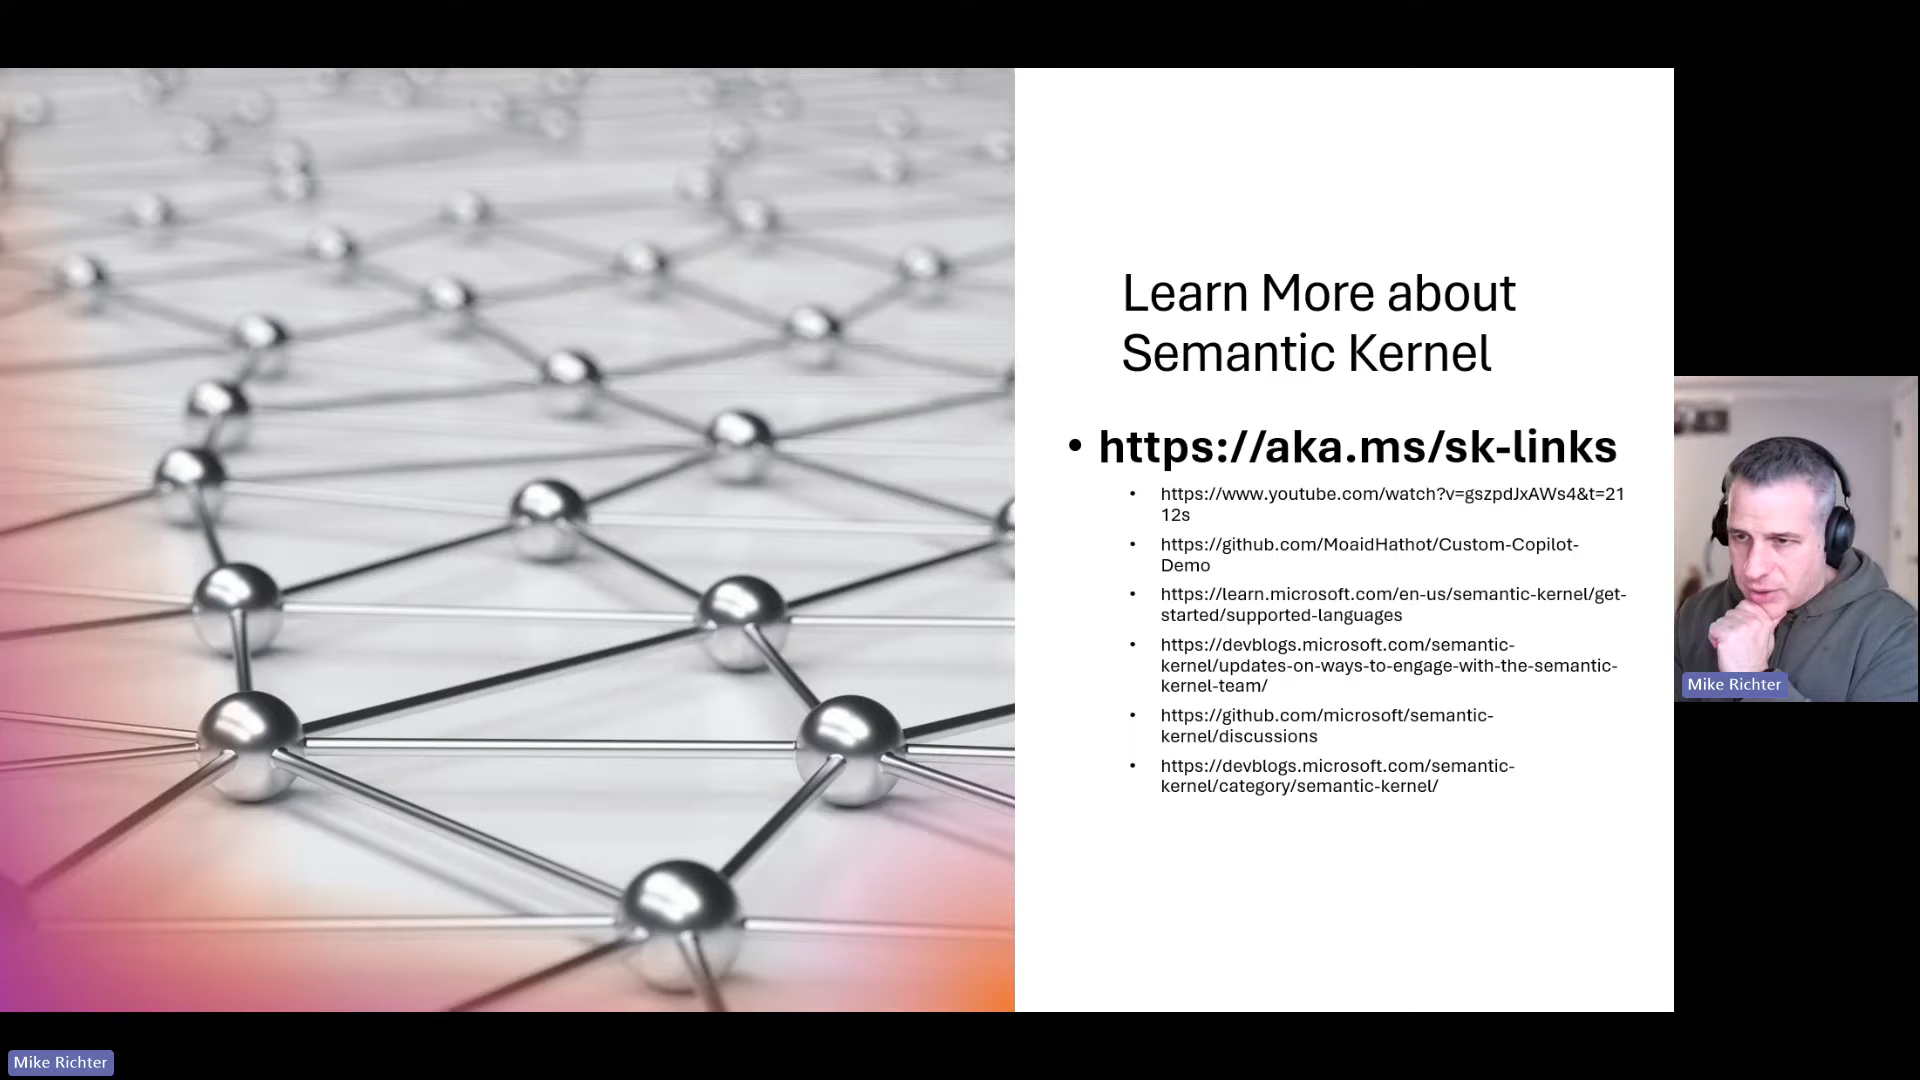 Learn More about
Semantic Kernel
• https://aka.ms/sk-links
• https://www.youtube.com/watch?v=gszpdJxAWs4&t=21
12s
• https://github.com/MoaidHathot/Custom-Copilot-
Demo
• https://learn.microsoft.com/en-us/semantic-kernel/get-
started/supported-languages
• https://devblogs.microsoft.com/semantic-
kernel/updates-on-ways-to-engage-with-the-semantic-
kernel-team/
• https://github.com/microsoft/semantic-
kernel/discussions
• https://devblogs.microsoft.com/semantic-
kernel/category/semantic-kernel/
Mike Richter
Mike Richter